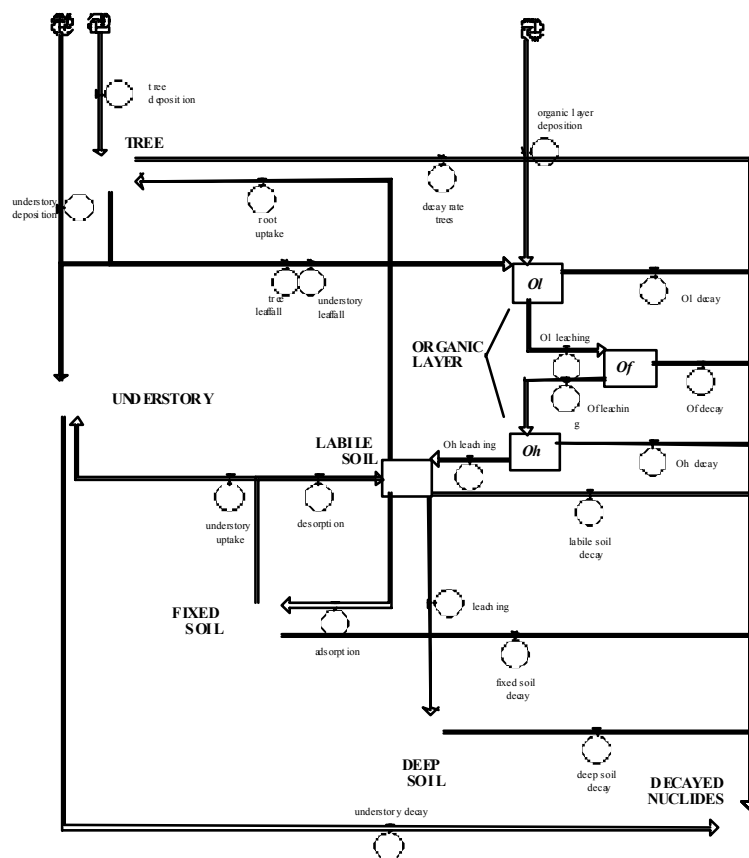 tree
deposition
organic layer
deposition
TREE
understory
deposition
root
uptake
decay rate
trees
Ol
Ol decay
tree
leaffall
understory
leaffall
Ol leaching
ORGANIC
LAYER
Of
UNDERSTORY
Of leachin
g
Of decay
LABILE
SOIL
Oh leaching
Oh
Oh decay
understory
uptake
desorption
labile soil
decay
FIXED
SOIL
leaching
adsorption
fixed soil
decay
DEEP
SOIL
deep soil
decay
DECAYED
NUCLIDES
understory decay